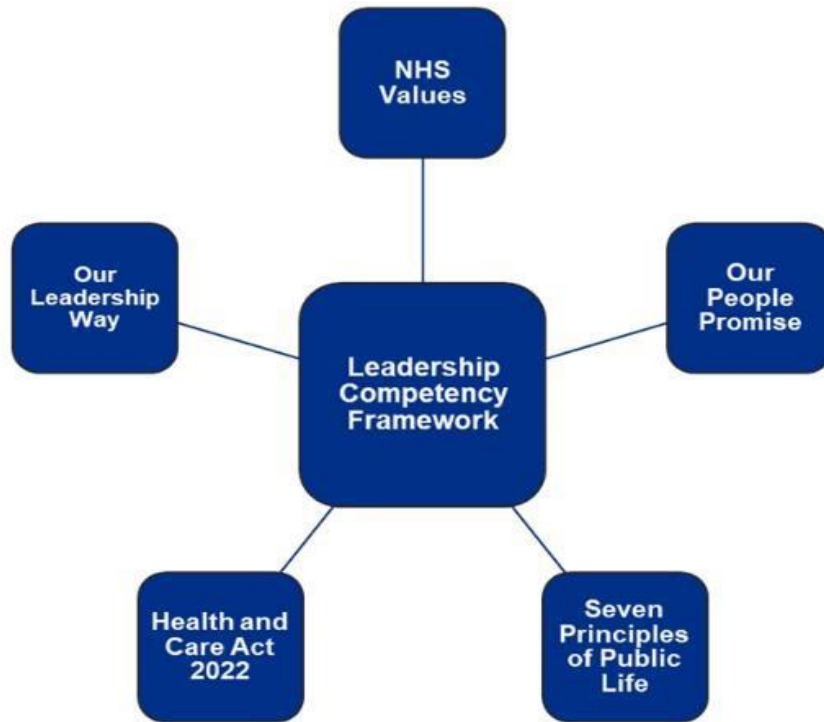 NHS
Values
Our
Leadership
Way
Our
People
Promise
Leadership
Competency
Framework
Health and
Care Act
2022
Seven
Principles
of Public
Life